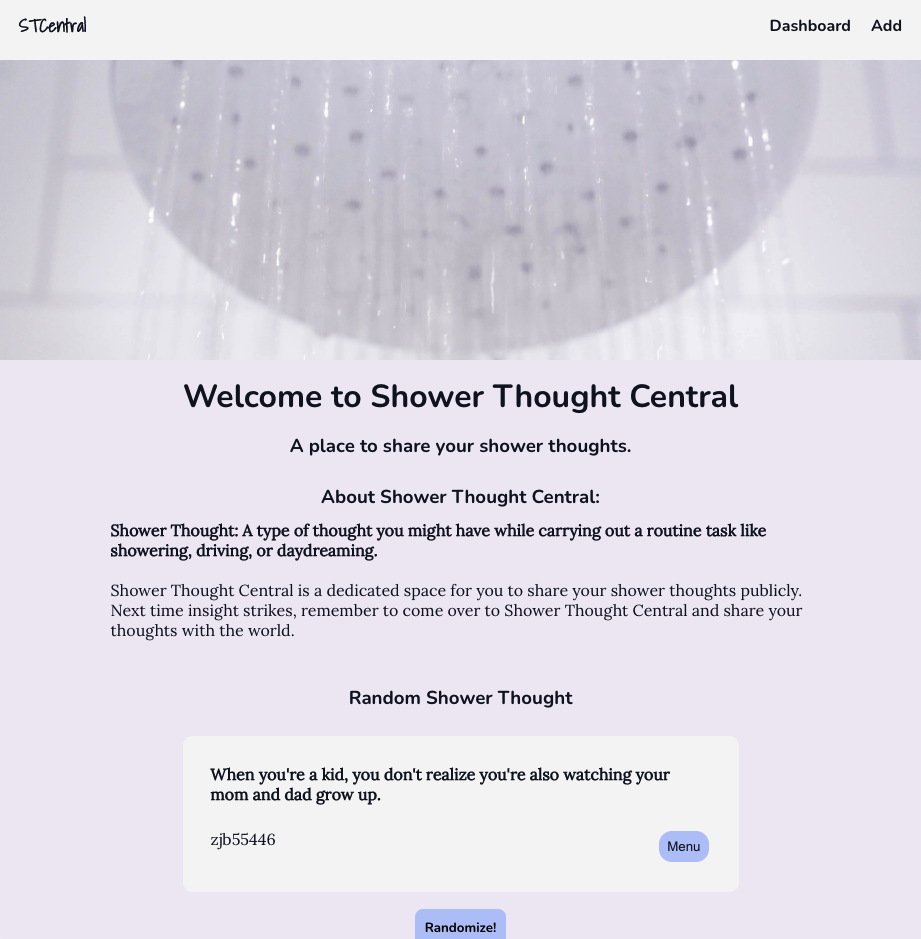 STCentral
Dashboard Add
Welcome to Shower Thought Central
A place to share your shower thoughts.
About Shower Thought Central:
Shower Thought: A type of thought you might have while carrying out a routine task like
showering, driving, or daydreaming.
Shower Thought Central is a dedicated space for you to share your shower thoughts publicly.
Next time insight strikes, remember to come over to Shower Thought Central and share your
thoughts with the world.
Random Shower Thought
When you're a kid, you don't realize you're also watching your
mom and dad grow up.
zjb55446
Menu
Randomize!